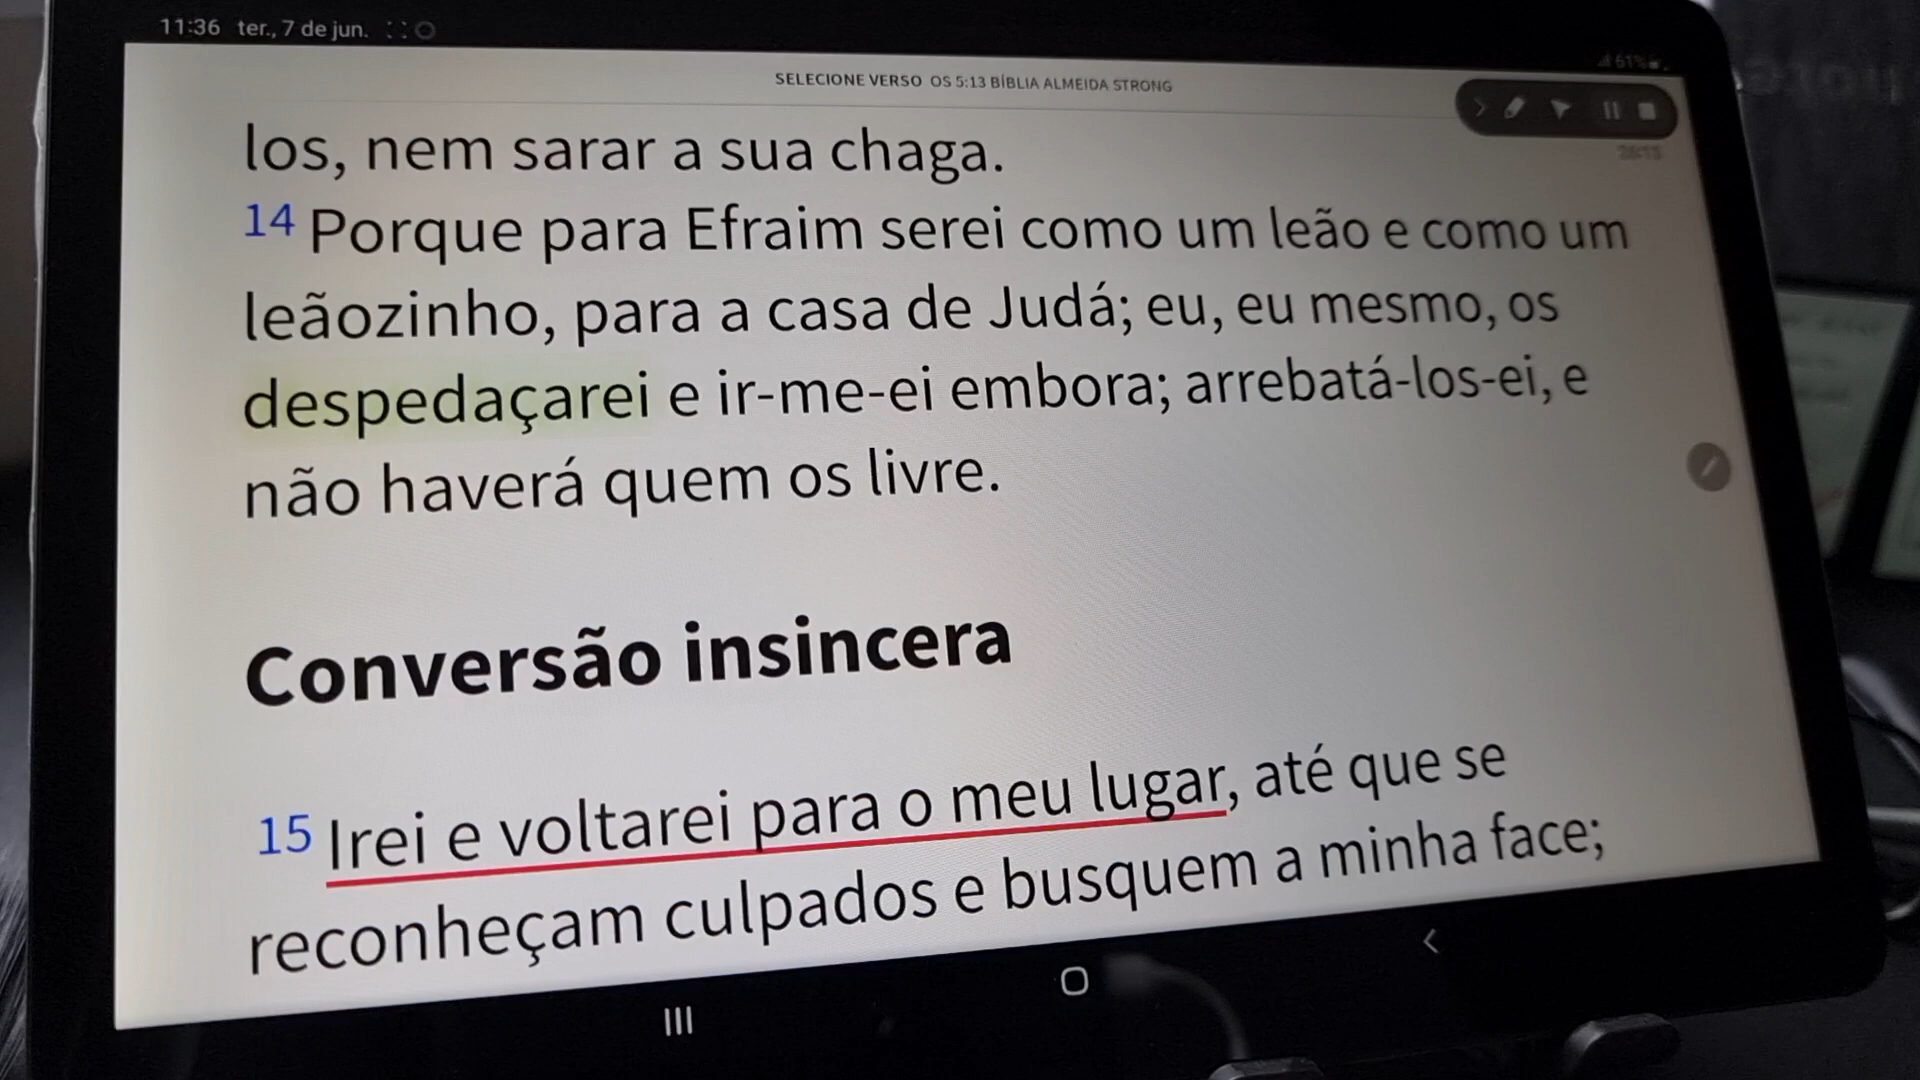 11:36 ter., 7 de jun.
61%
SELECIONE VERSO OS 5:13 BÍBLIA ALMEIDA STRONG
los, nem sarar a sua chaga.
14 Porque para Efraim serei como um leão e como um
leãozinho, para a casa de Judá; eu, eu mesmo, os
despedaçarei e ir-me-ei embora; arrebatá-los-ei, e
não haverá quem os livre.
Conversão insincera
15 Irei e voltarei para o meu lugar, até que se
reconheçam culpados e busquem a minha face;